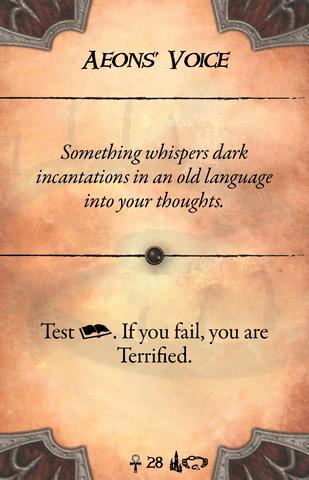 Aeons' Voice
Something whispers dark
incantations in an old language
into your thoughts.
Test . If you fail, you are
Terrified.
28